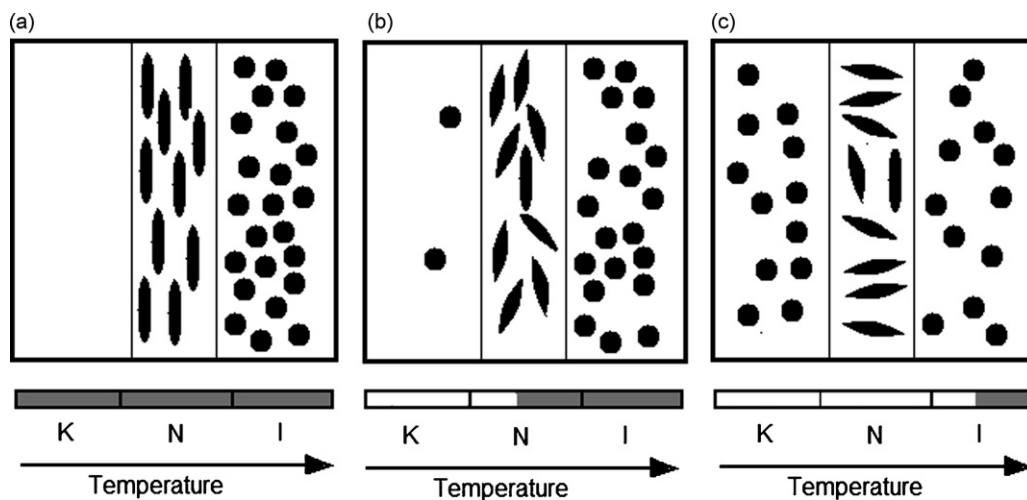 (a)
(b)
(c)
K N I
K N I
K N I
Temperature
Temperature
Temperature